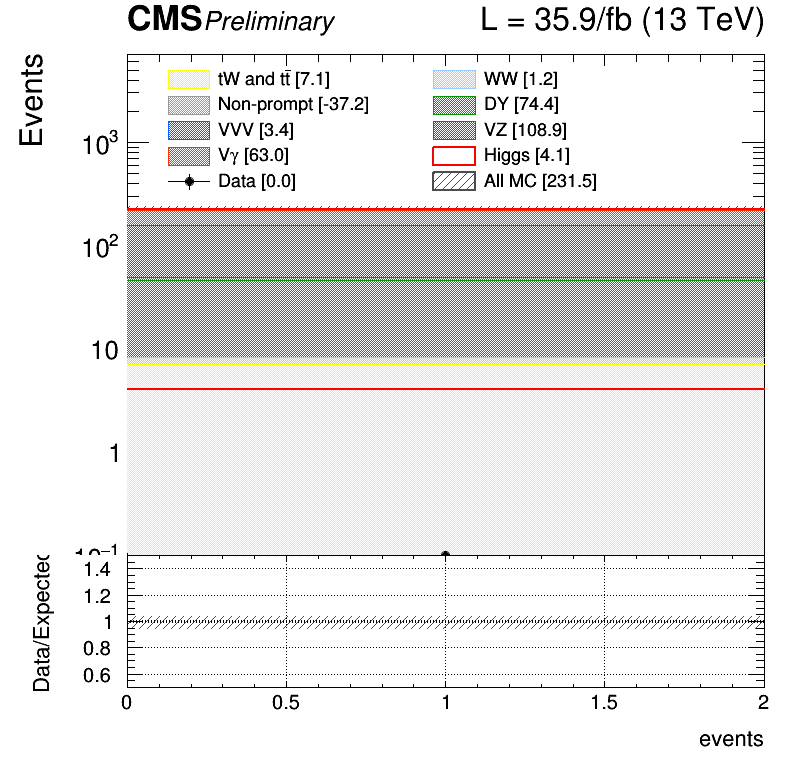 CMS Preliminary L = 35.9/fb (13 TeV)
Events
tW and tt̄ [7.1] WW [1.2]
Non-prompt [-37.2] DY [74.4]
VVV [3.4] VZ [108.9]
Vγ [63.0] Higgs [4.1]
Data [0.0] All MC [231.5]
10³
10²
10
1
10⁻¹
Data/Expected
1.4
1.2
1
0.8
0.6
0 0.5 1 1.5 2
events